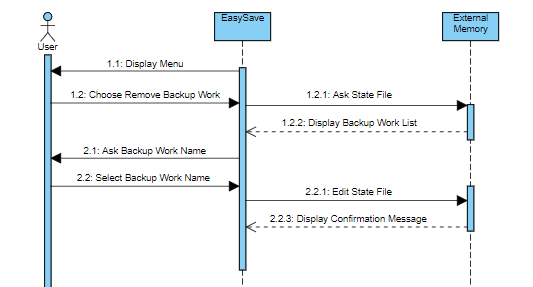 User
EasySave
External
Memory
1.1: Display Menu
1.2: Choose Remove Backup Work
1.2.1: Ask State File
1.2.2: Display Backup Work List
2.1: Ask Backup Work Name
2.2: Select Backup Work Name
2.2.1: Edit State File
2.2.3: Display Confirmation Message